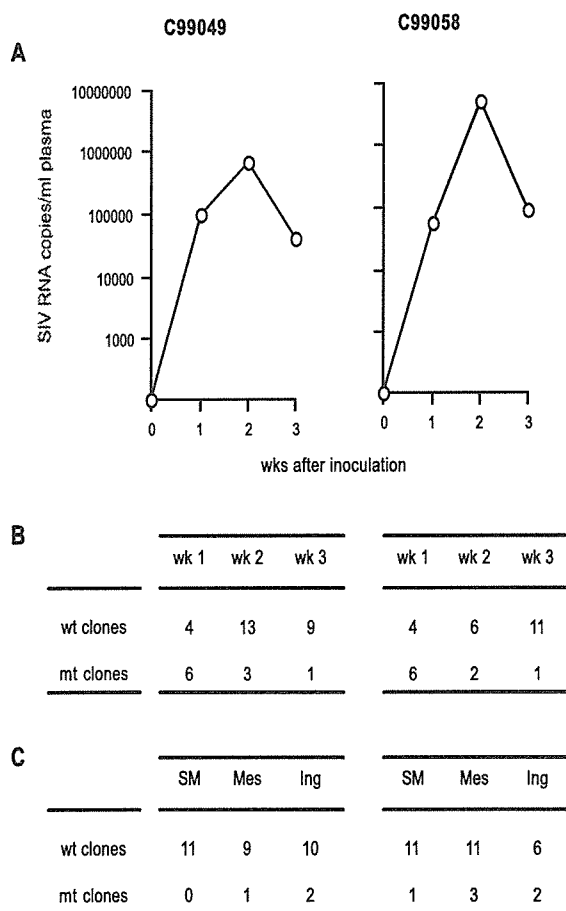 C99049
C99058
A
SIV RNA copies/ml plasma
10000000
1000000
100000
10000
1000
0 1 2 3
0 1 2 3
wks after inoculation
B
wk 1 wk 2 wk 3 wk 1 wk 2 wk 3
wt clones 4 13 9 4 6 11
mt clones 6 3 1 6 2 1
C
SM Mes Ing SM Mes Ing
wt clones 11 9 10 11 11 6
mt clones 0 1 2 1 3 2